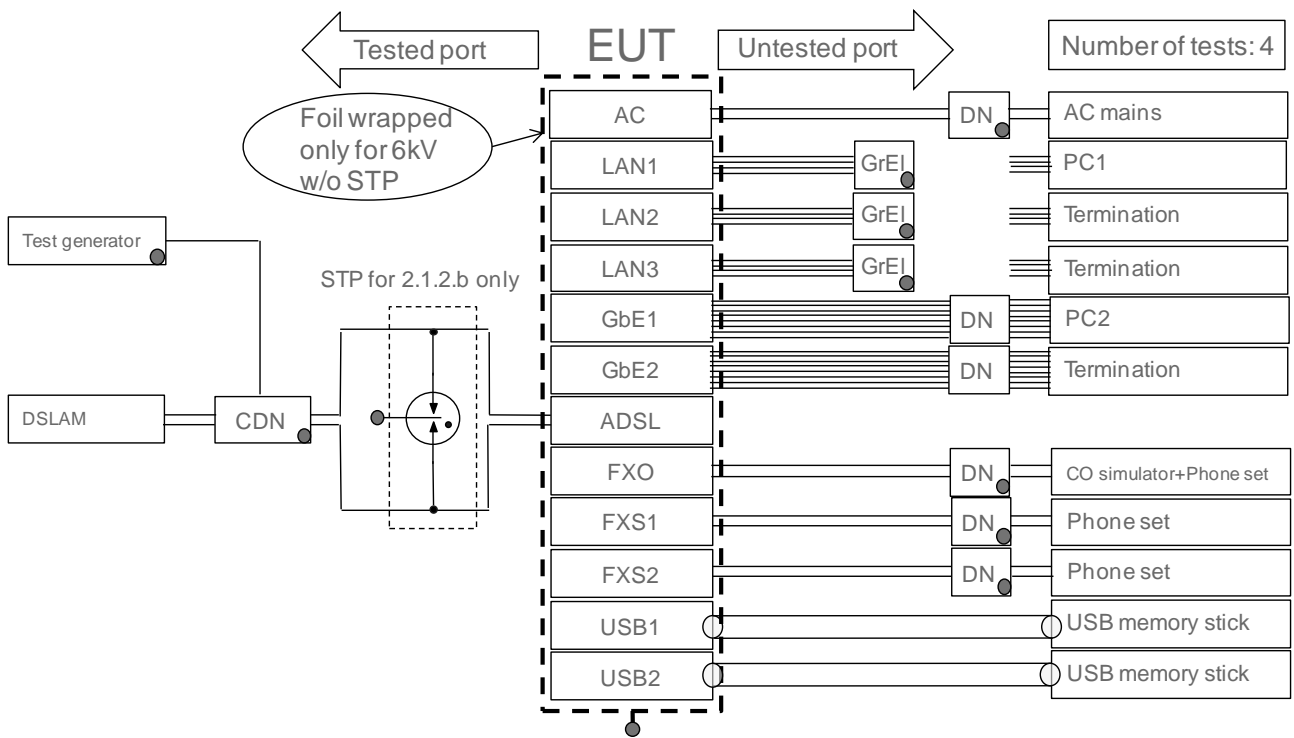 Tested port
EUT
Untested port
Number of tests: 4
Foil wrapped
only for 6kV
w/o STP
AC
DN
AC mains
LAN1
GrEl
PC1
LAN2
GrEl
Termination
Test generator
STP for 2.1.2.b only
LAN3
GrEl
Termination
GbE1
DN
PC2
GbE2
DN
Termination
DSLAM
CDN
ADSL
FXO
DN
CO simulator+Phone set
FXS1
DN
Phone set
FXS2
DN
Phone set
USB1
USB memory stick
USB2
USB memory stick